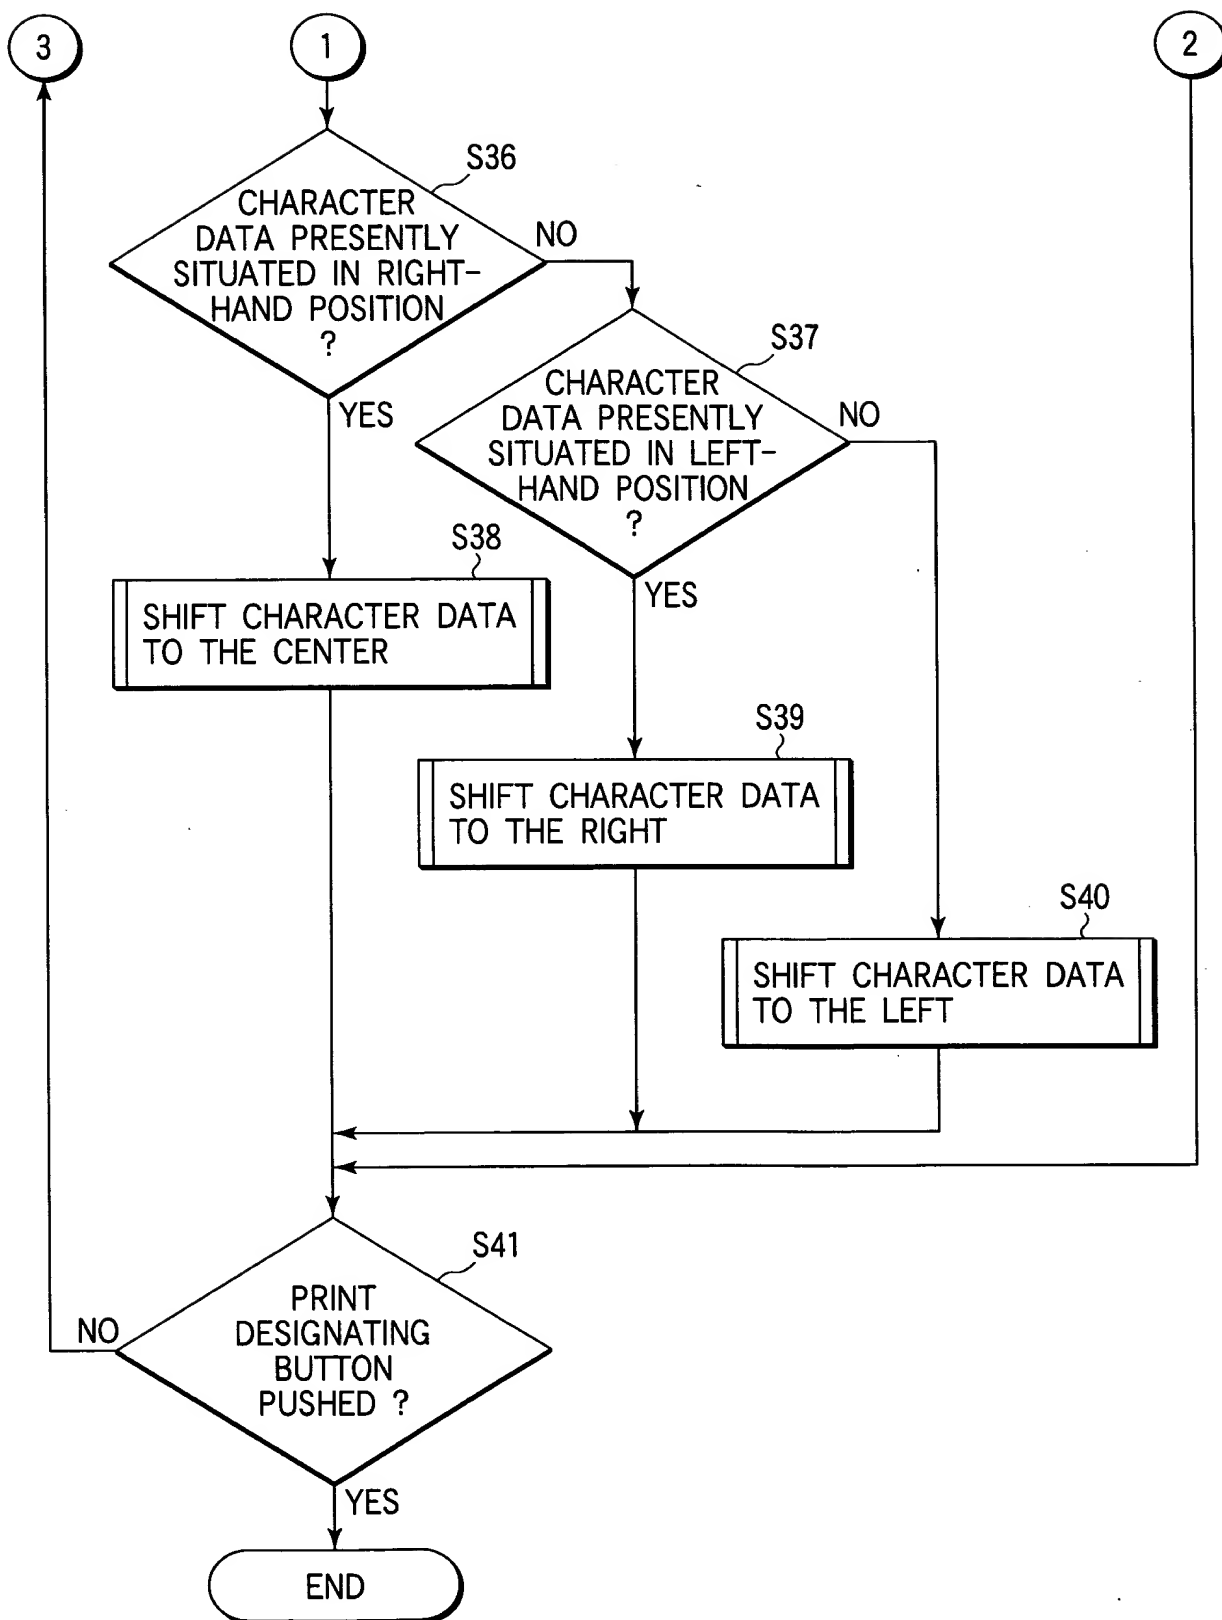 3
1
2
S36
CHARACTER
DATA PRESENTLY
SITUATED IN RIGHT-
HAND POSITION
?
NO
YES
S37
CHARACTER
DATA PRESENTLY
SITUATED IN LEFT-
HAND POSITION
?
NO
YES
S38
SHIFT CHARACTER DATA
TO THE CENTER
S39
SHIFT CHARACTER DATA
TO THE RIGHT
S40
SHIFT CHARACTER DATA
TO THE LEFT
S41
PRINT
DESIGNATING
BUTTON
PUSHED ?
NO
YES
END